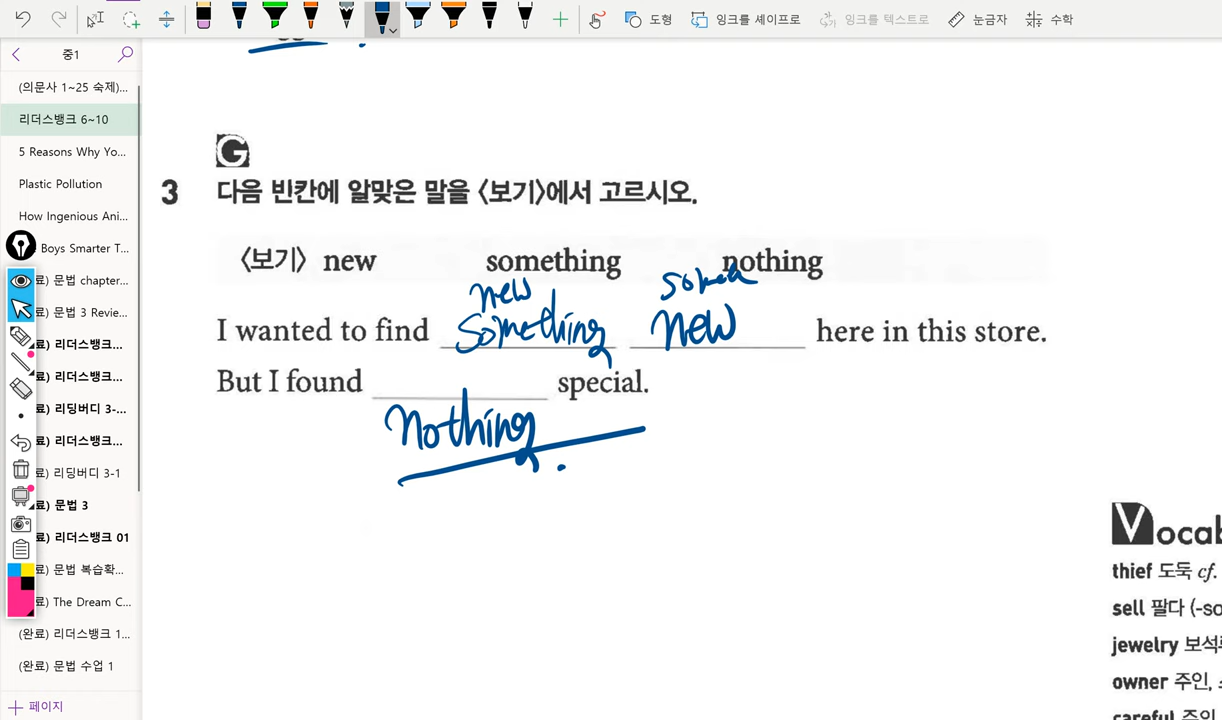 도형
잉크를 셰이프로
잉크를 텍스트로
눈금자
수학
중1
(의문사 1~25 숙제)...
리더스뱅크 6~10
5 Reasons Why Yo...
Plastic Pollution
How Ingenious Ani...
Boys Smarter T...
료) 문법 chapter...
료) 문법 3 Revie...
료) 리더스뱅크...
료) 리더스뱅크...
료) 리딩버디 3-...
료) 리더스뱅크...
료) 리딩버디 3-1
료) 문법 3
료) 리더스뱅크 01
료) 문법 복습확...
료) The Dream C...
(완료) 리더스뱅크 1...
(완료) 문법 수업 1
페이지
G
3 다음 빈칸에 알맞은 말을 〈보기〉에서 고르시오.
〈보기〉 new something nothing
new some
I wanted to find something new here in this store.
But I found special.
nothing
Vocab
thief 도둑 cf.
sell 팔다 (-so
jewelry 보석
owner 주인,
careful 주의